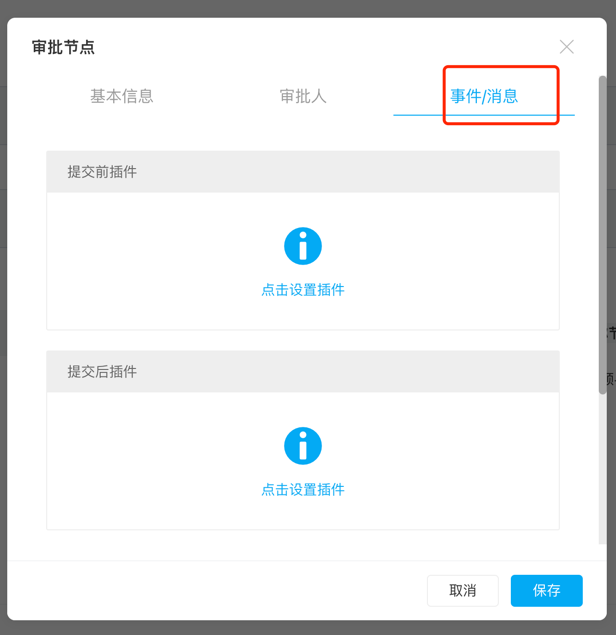 审批节点
基本信息
审批人
事件/消息
提交前插件
点击设置插件
提交后插件
点击设置插件
取消
保存